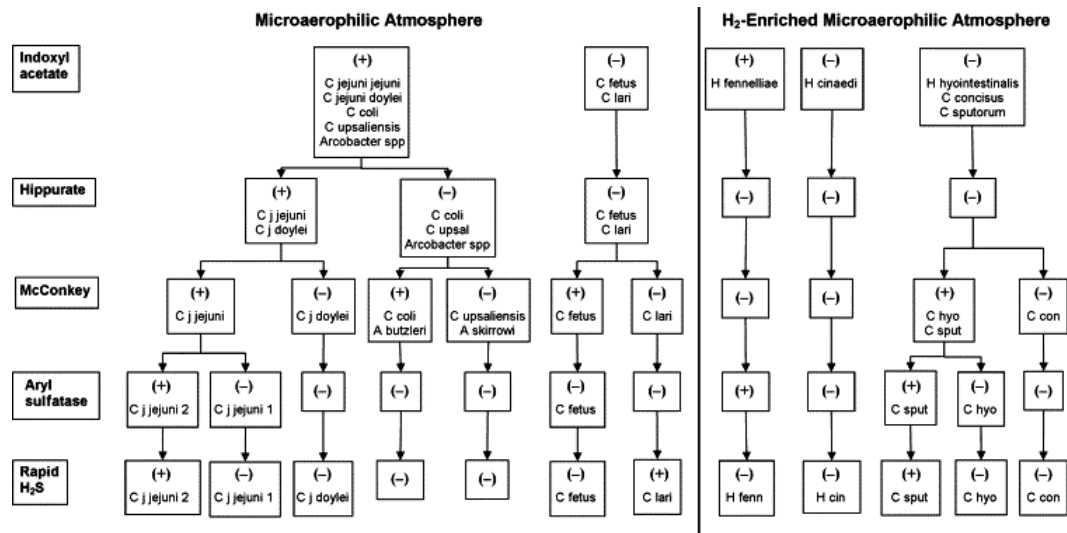 Microaerophilic Atmosphere
H₂-Enriched Microaerophilic Atmosphere
Indoxyl
acetate
(+)
C jejuni jejuni
C jejuni doylei
C coli
C upsaliensis
Arcobacter spp
(–)
C fetus
C lari
(+)
H fennelliae
(–)
H cinaedi
(–)
H hyointestinalis
C concisus
C sputorum
Hippurate
(+)
C j jejuni
C j doylei
(–)
C coli
C upsal
Arcobacter spp
(–)
C fetus
C lari
(–)
(–)
(–)
McConkey
(+)
C j jejuni
(–)
C j doylei
(+)
C coli
A butzleri
(–)
C upsaliensis
A skirrowi
(+)
C fetus
(–)
C lari
(–)
(–)
(+)
C hyo
C sput
(–)
C con
Aryl
sulfatase
(+)
C j jejuni 2
(–)
C j jejuni 1
(–)
(–)
(–)
(–)
C fetus
(+)
(–)
(+)
C sput
(–)
C hyo
(–)
Rapid
H₂S
(+)
C j jejuni 2
(–)
C j jejuni 1
(–)
C j doylei
(–)
(–)
(–)
C fetus
(+)
C lari
(–)
H fenn
(–)
H cin
(+)
C sput
(–)
C hyo
(–)
C con